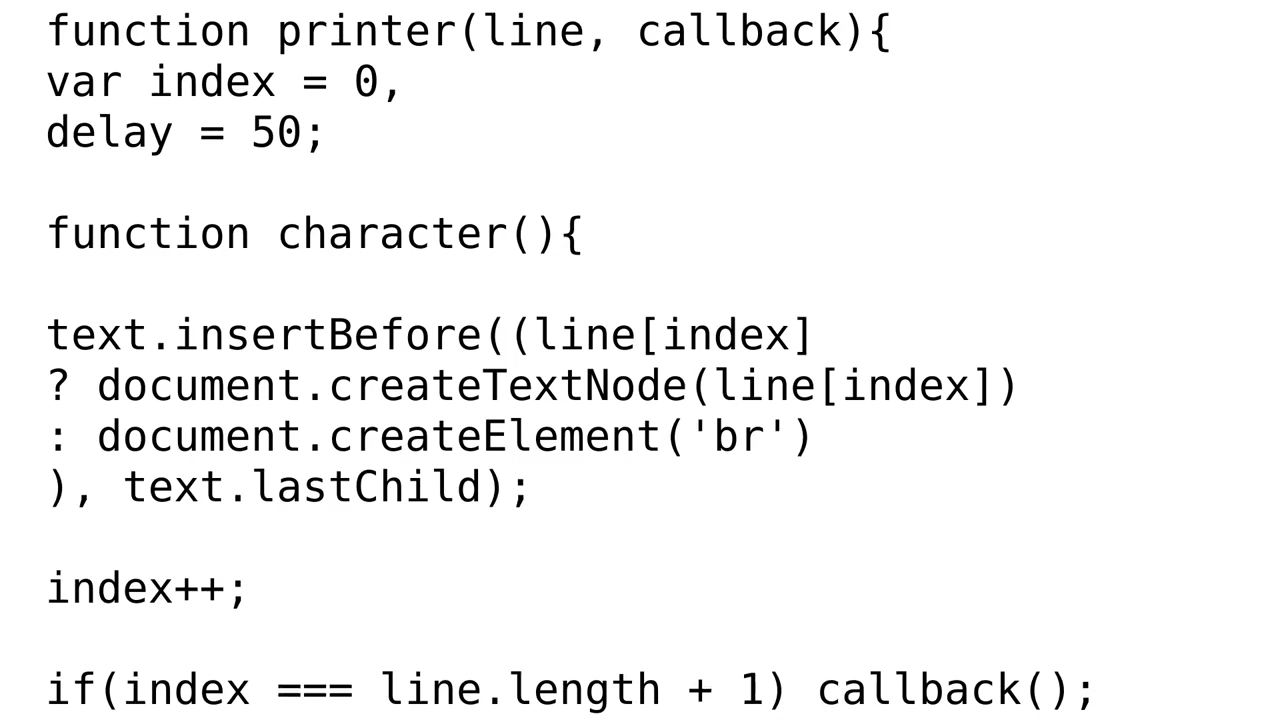 function printer(line, callback){
var index = 0,
delay = 50;
function character(){
text.insertBefore((line[index]
? document.createTextNode(line[index])
: document.createElement('br')
), text.lastChild);
index++;
if(index === line.length + 1) callback();